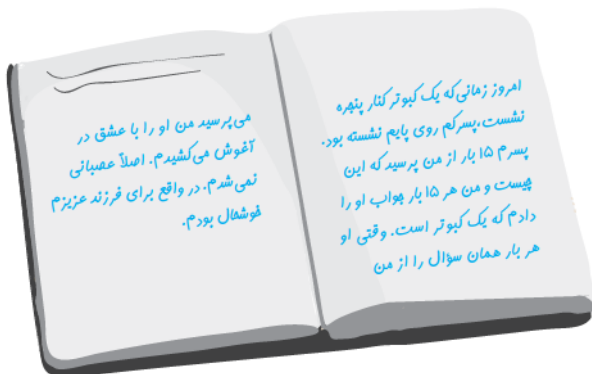 امروز زمانی‌که یک کبوتر کنار پنجره
نشست، پسرکم روی پایم نشسته بود.
پسرم ۱۵ بار از من پرسید که این
چیست و من هر ۱۵ بار جواب او را
دادم که یک کبوتر است. وقتی او
هر بار همان سؤال را از من
می‌پرسید من او را با عشق در
آغوش می‌کشیدم. اصلاً عصبانی
نمی‌شدم. در واقع برای فرزند عزیزم
خوشحال بودم.